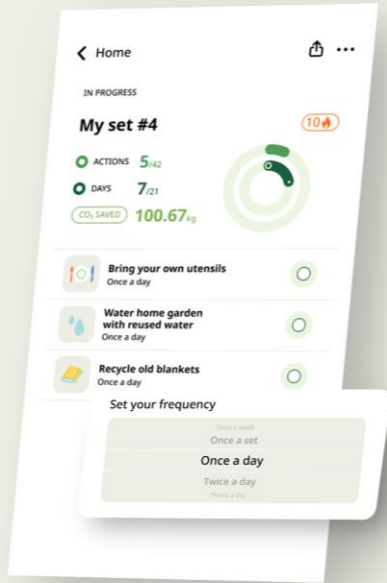 Home
IN PROGRESS
My set #4
10
ACTIONS 5/42
DAYS 7/21
CO₂ SAVED 100.67kg
Bring your own utensils
Once a day
Water home garden
with reused water
Once a day
Recycle old blankets
Once a day
Set your frequency
Once a week
Once a set
Once a day
Twice a day
Thrice a day